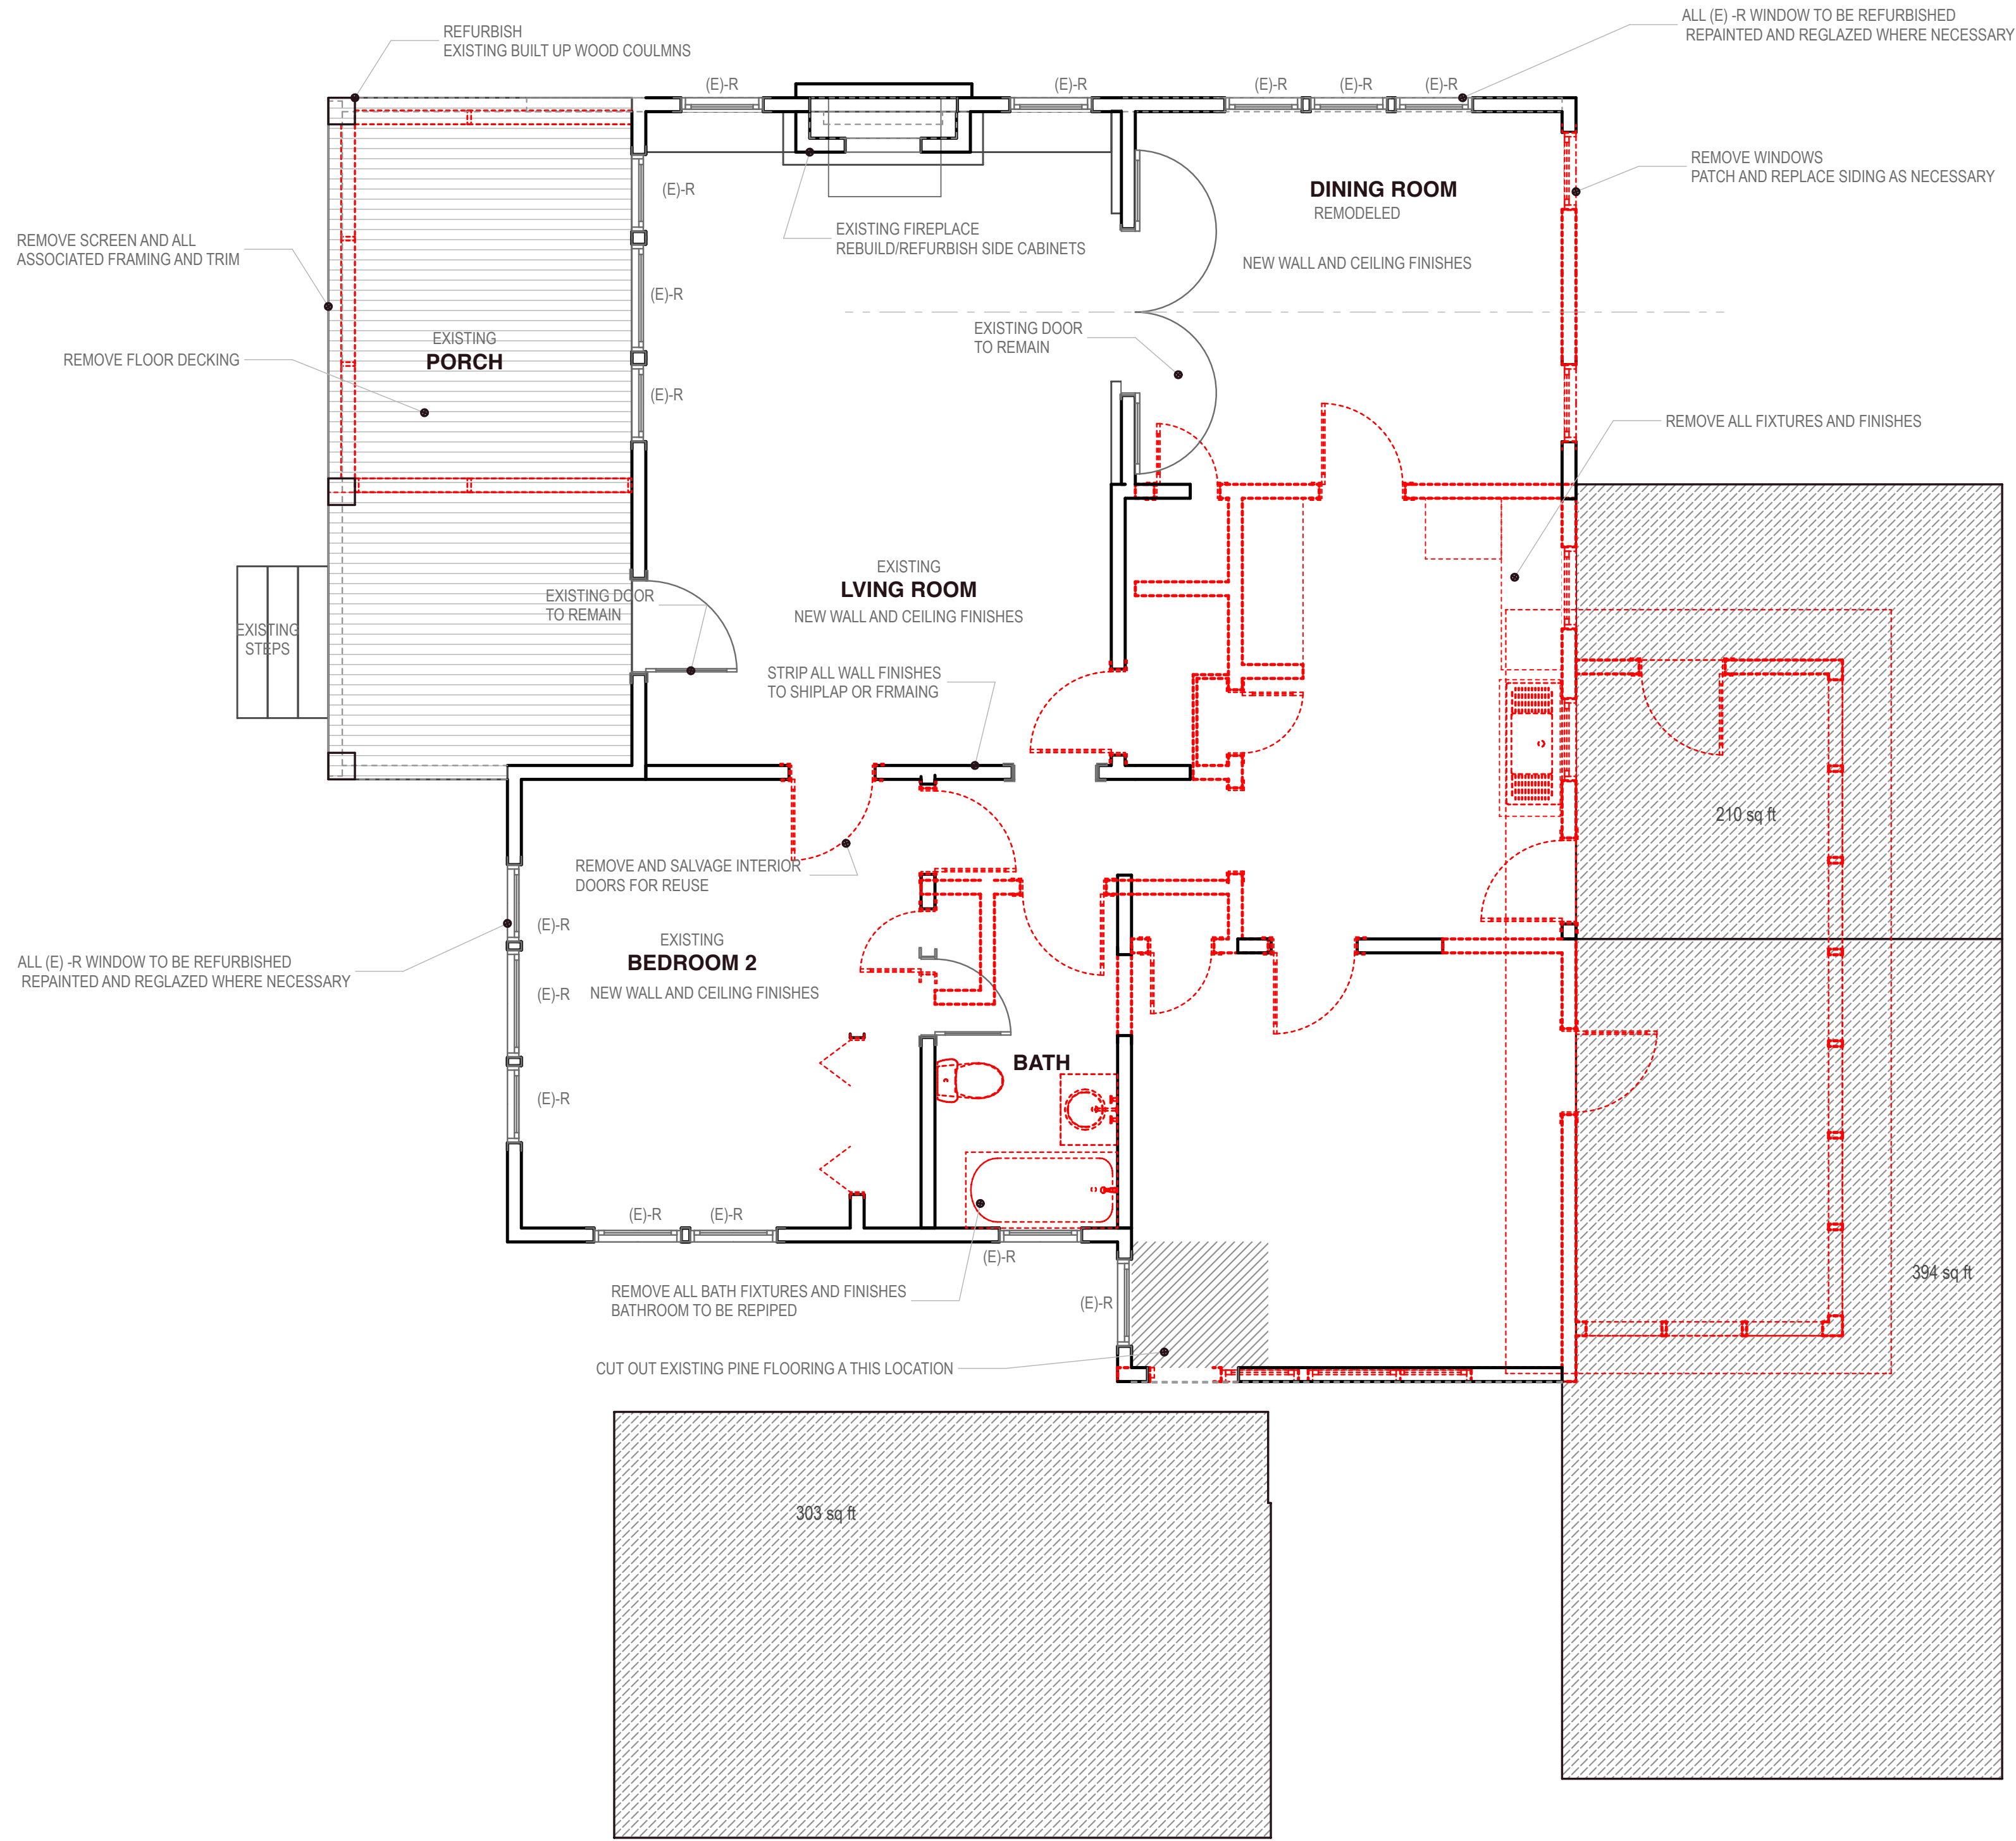 REFURBISH
EXISTING BUILT UP WOOD COULMNS
ALL (E) -R WINDOW TO BE REFURBISHED
REPAINTED AND REGLAZED WHERE NECESSARY
(E)-R
(E)-R
(E)-R
(E)-R
(E)-R
REMOVE WINDOWS
PATCH AND REPLACE SIDING AS NECESSARY
DINING ROOM
REMODELED
NEW WALL AND CEILING FINISHES
(E)-R
EXISTING FIREPLACE
REBUILD/REFURBISH SIDE CABINETS
REMOVE SCREEN AND ALL
ASSOCIATED FRAMING AND TRIM
(E)-R
EXISTING
PORCH
EXISTING DOOR
TO REMAIN
REMOVE FLOOR DECKING
(E)-R
REMOVE ALL FIXTURES AND FINISHES
EXISTING
LVING ROOM
NEW WALL AND CEILING FINISHES
EXISTING DOOR
TO REMAIN
EXISTING
STEPS
STRIP ALL WALL FINISHES
TO SHIPLAP OR FRMAING
210 sq ft
REMOVE AND SALVAGE INTERIOR
DOORS FOR REUSE
(E)-R
EXISTING
BEDROOM 2
NEW WALL AND CEILING FINISHES
ALL (E) -R WINDOW TO BE REFURBISHED
REPAINTED AND REGLAZED WHERE NECESSARY
(E)-R
BATH
(E)-R
(E)-R
(E)-R
(E)-R
394 sq ft
REMOVE ALL BATH FIXTURES AND FINISHES
BATHROOM TO BE REPIPED
(E)-R
CUT OUT EXISTING PINE FLOORING A THIS LOCATION
303 sq ft